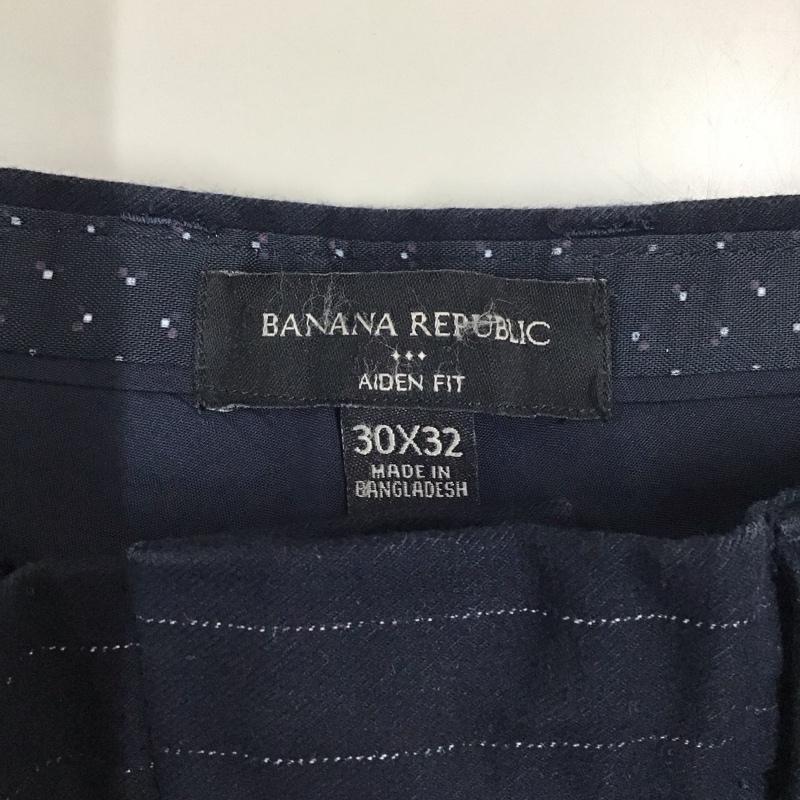 BANANA REPUBLIC
AIDEN FIT
30X32
MADE IN
BANGLADESH